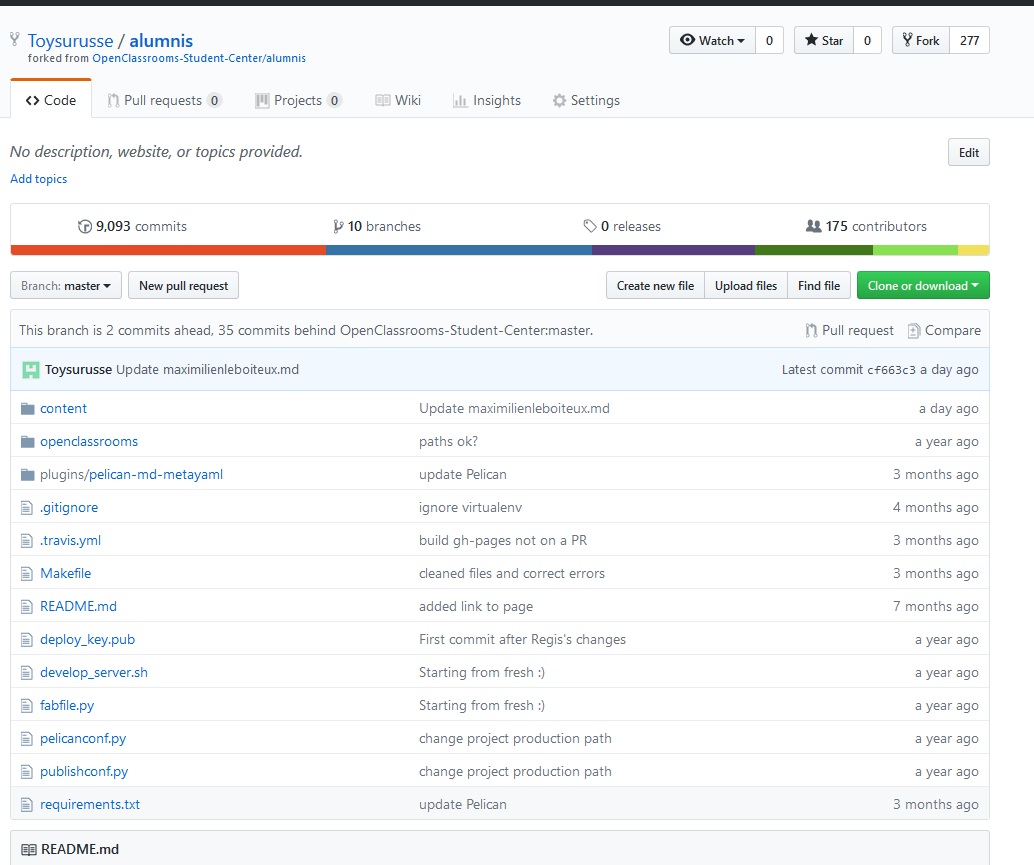 Toysurusse / alumnis Watch 0 Star 0 Fork 277
forked from OpenClassrooms-Student-Center/alumnis
Code Pull requests 0 Projects 0 Wiki Insights Settings
No description, website, or topics provided. Edit
Add topics
9,093 commits 10 branches 0 releases 175 contributors
Branch: master New pull request Create new file Upload files Find file Clone or download
This branch is 2 commits ahead, 35 commits behind OpenClassrooms-Student-Center:master. Pull request Compare
Toysurusse Update maximilienleboiteux.md Latest commit cf663c3 a day ago
content Update maximilienleboiteux.md a day ago
openclassrooms paths ok? a year ago
plugins/pelican-md-metayaml update Pelican 3 months ago
.gitignore ignore virtualenv 4 months ago
.travis.yml build gh-pages not on a PR 3 months ago
Makefile cleaned files and correct errors 3 months ago
README.md added link to page 7 months ago
deploy_key.pub First commit after Regis's changes a year ago
develop_server.sh Starting from fresh :) a year ago
fabfile.py Starting from fresh :) a year ago
pelicanconf.py change project production path a year ago
publishconf.py change project production path a year ago
requirements.txt update Pelican 3 months ago
README.md